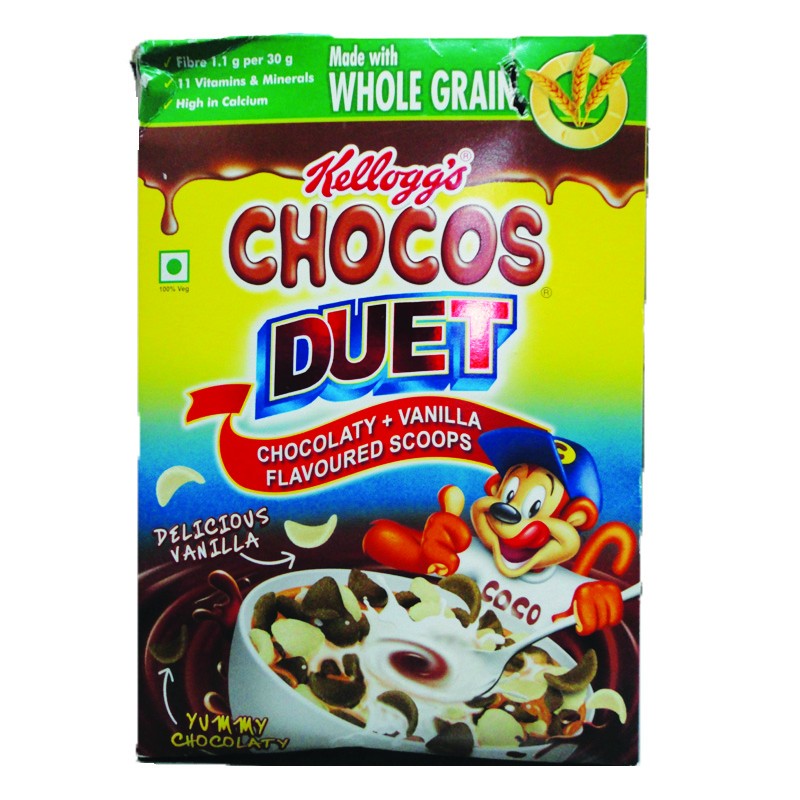 ✓ Fibre 1.1 g per 30 g
✓ 11 Vitamins & Minerals
✓ High in Calcium
Made with
WHOLE GRAIN
Kellogg's®
CHOCOS®
DUET
100% Veg
CHOCOLATY + VANILLA
FLAVOURED SCOOPS
DELICIOUS
VANILLA
COCO
YUMMY
CHOCOLATY